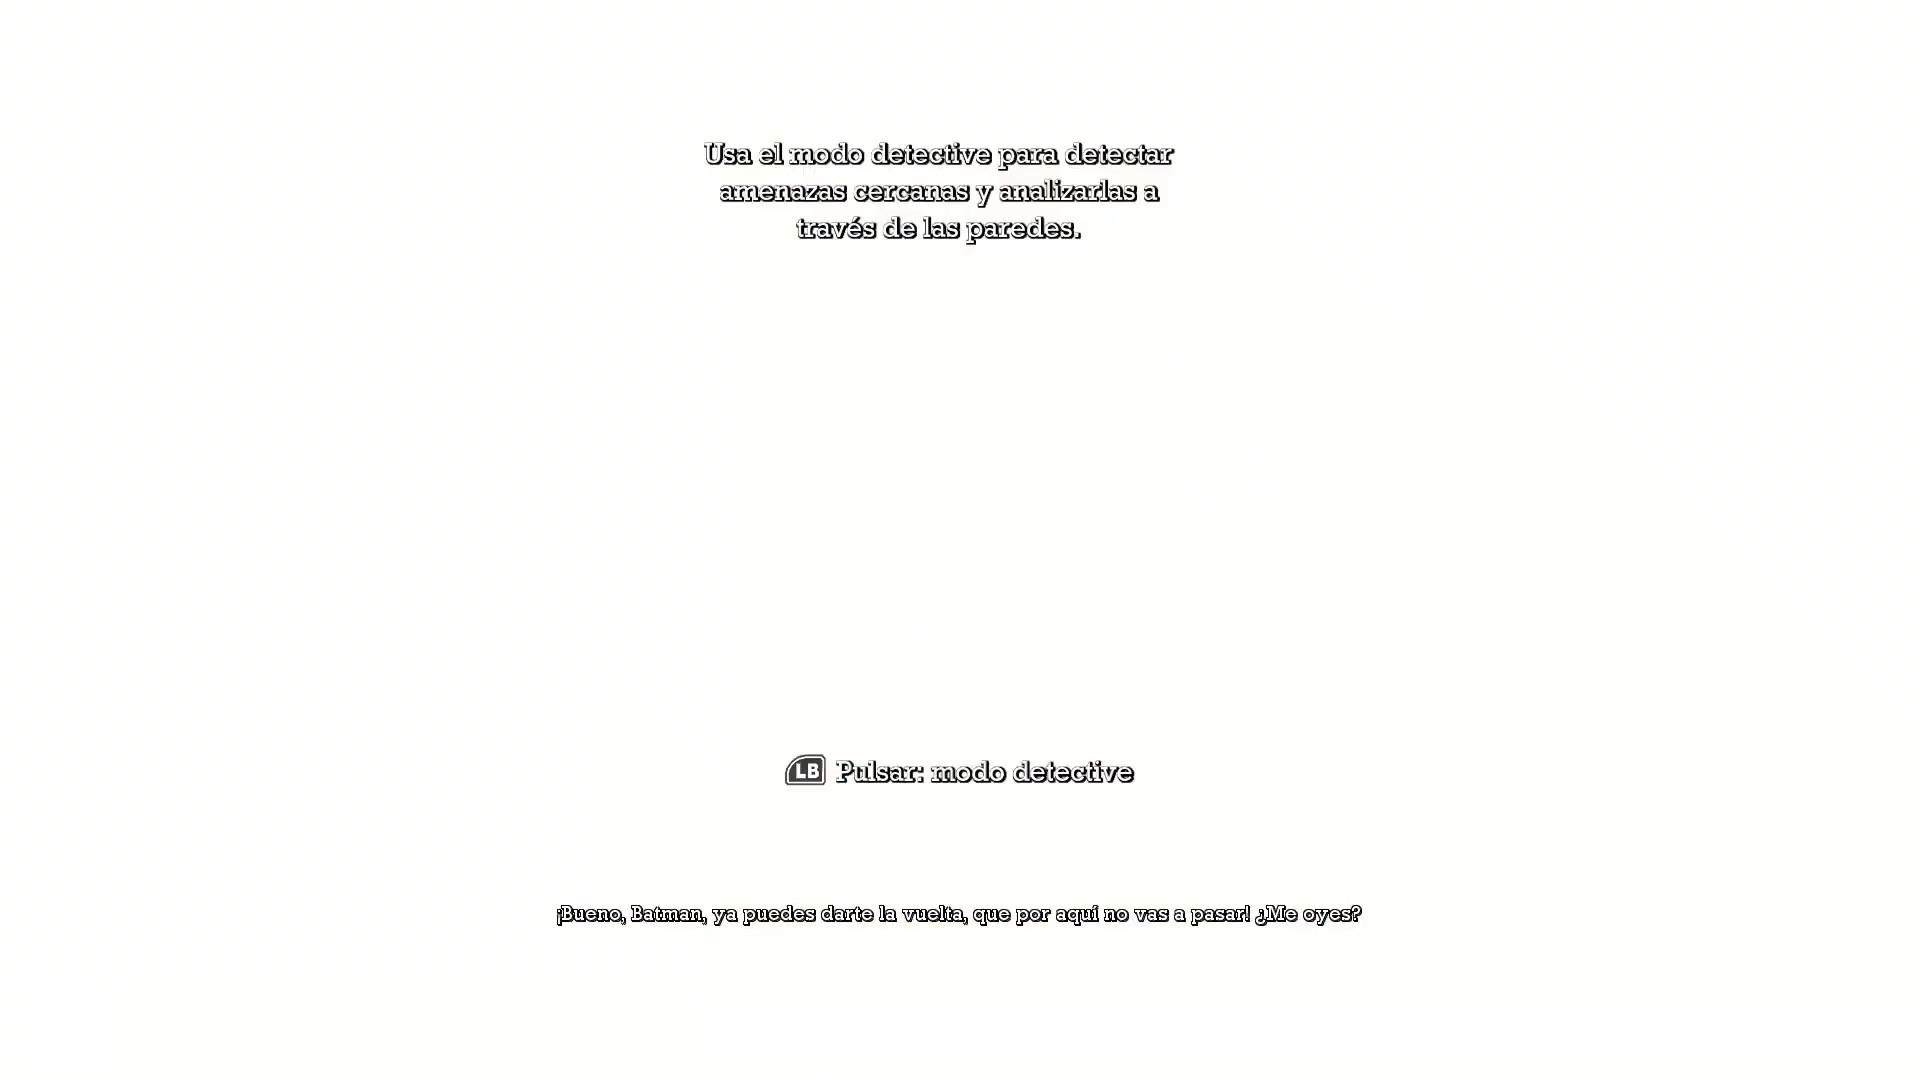 Usa el modo detective para detectar
amenazas cercanas y analizarlas a
través de las paredes.
LB Pulsar: modo detective
¡Bueno, Batman, ya puedes darte la vuelta, que por aquí no vas a pasar! ¿Me oyes?